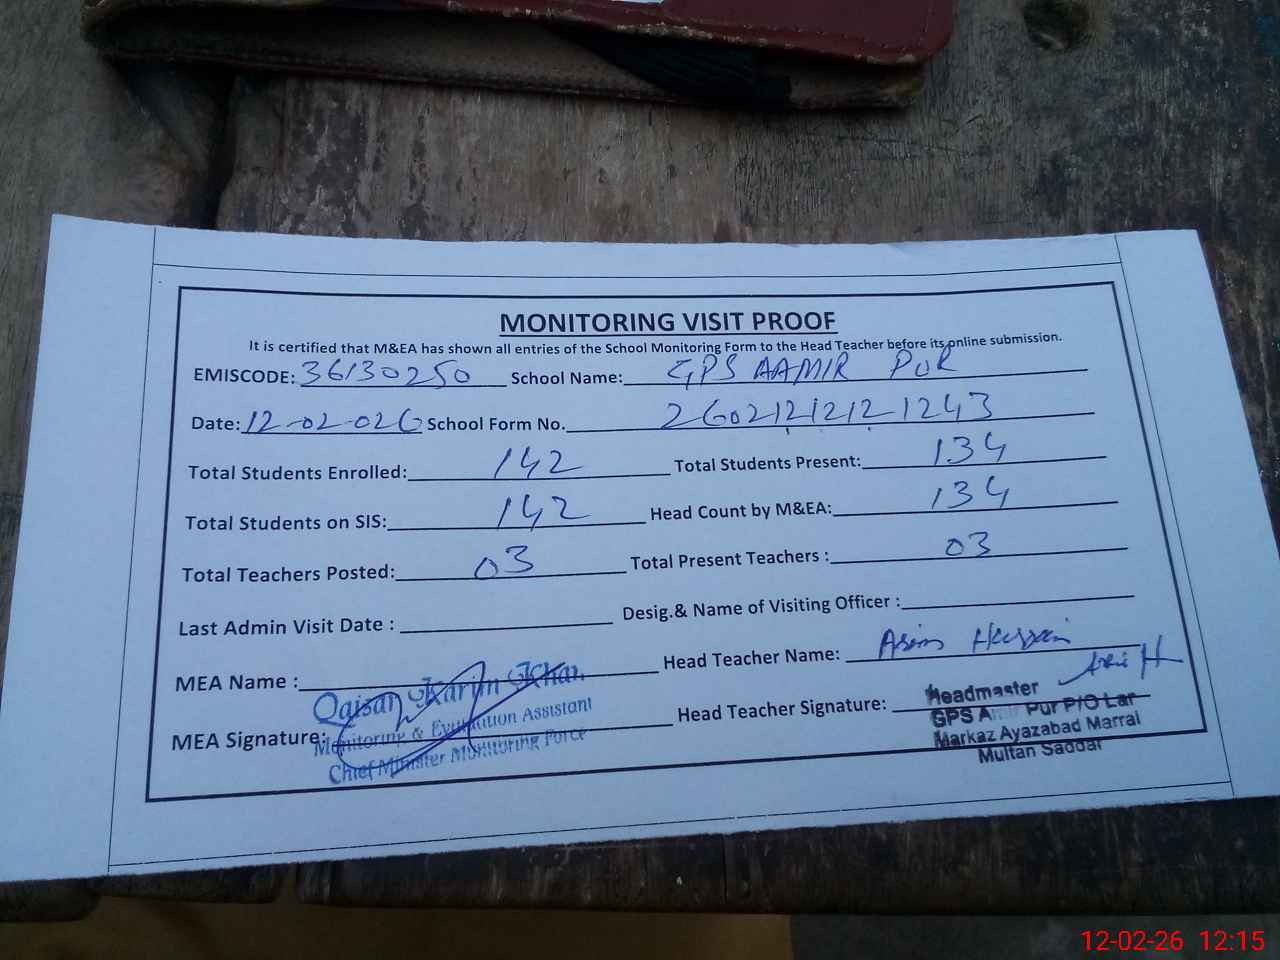 MONITORING VISIT PROOF
It is certified that M&EA has shown all entries of the School Monitoring Form to the Head Teacher before its online submission.
EMISCODE: 36130250 School Name: GPS AAMIR PUR
Date: 12-02-026 School Form No. 26021212121243
Total Students Enrolled: 142 Total Students Present: 134
Total Students on SIS: 142 Head Count by M&EA: 134
Total Teachers Posted: 03 Total Present Teachers : 03
Last Admin Visit Date : Desig.& Name of Visiting Officer :
MEA Name : Head Teacher Name: Asim Hussain
Qaisar Karim Khan
MEA Signature: Head Teacher Signature:
Monitoring & Evaluation Assistant
Chief Minister Monitoring Force
Headmaster
GPS Pur P/O Lar
Markaz Ayazabad Marral
Multan Saddar
12-02-26 12:15